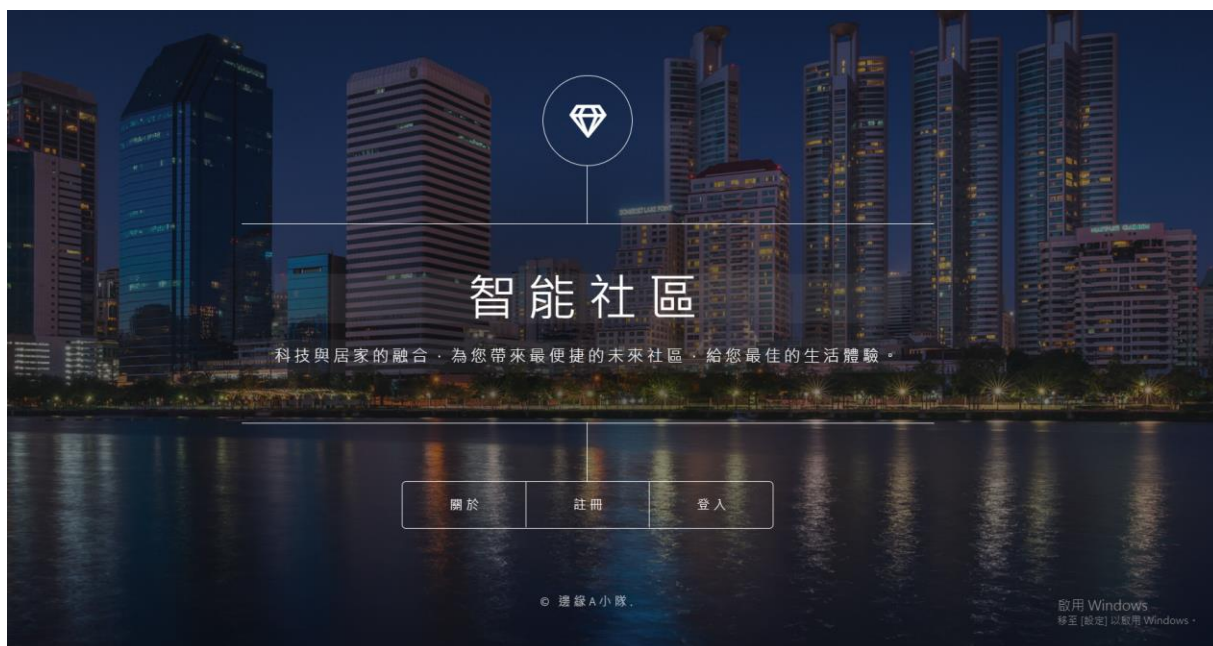 智能社區
科技與居家的融合，為您帶來最便捷的未來社區，給您最佳的生活體驗。
關於
註冊
登入
© 邊緣A小隊.
啟用 Windows
移至 [設定] 以啟用 Windows。